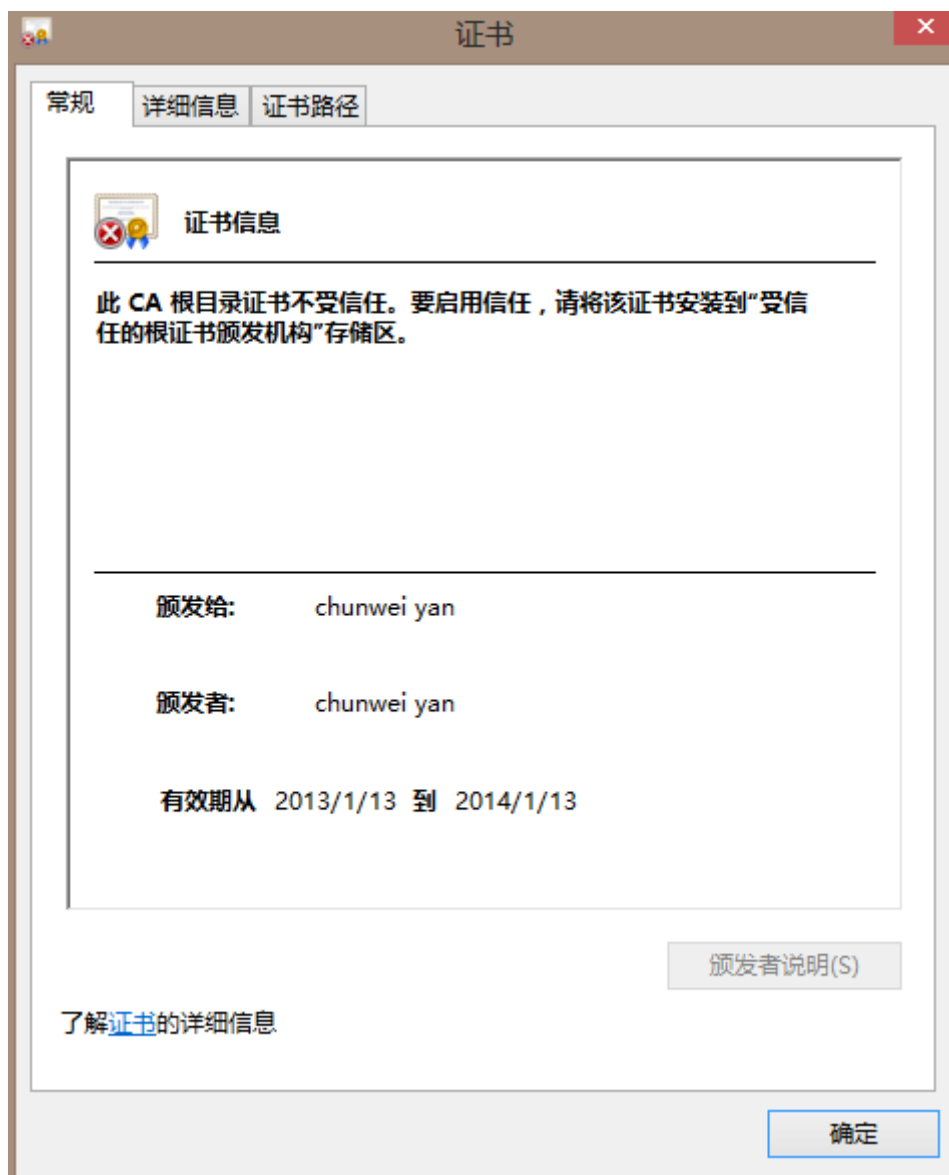 证书
常规 详细信息 证书路径
证书信息
此 CA 根目录证书不受信任。要启用信任，请将该证书安装到“受信
任的根证书颁发机构”存储区。
颁发给: chunwei yan
颁发者: chunwei yan
有效期从 2013/1/13 到 2014/1/13
颁发者说明(S)
了解证书的详细信息
确定